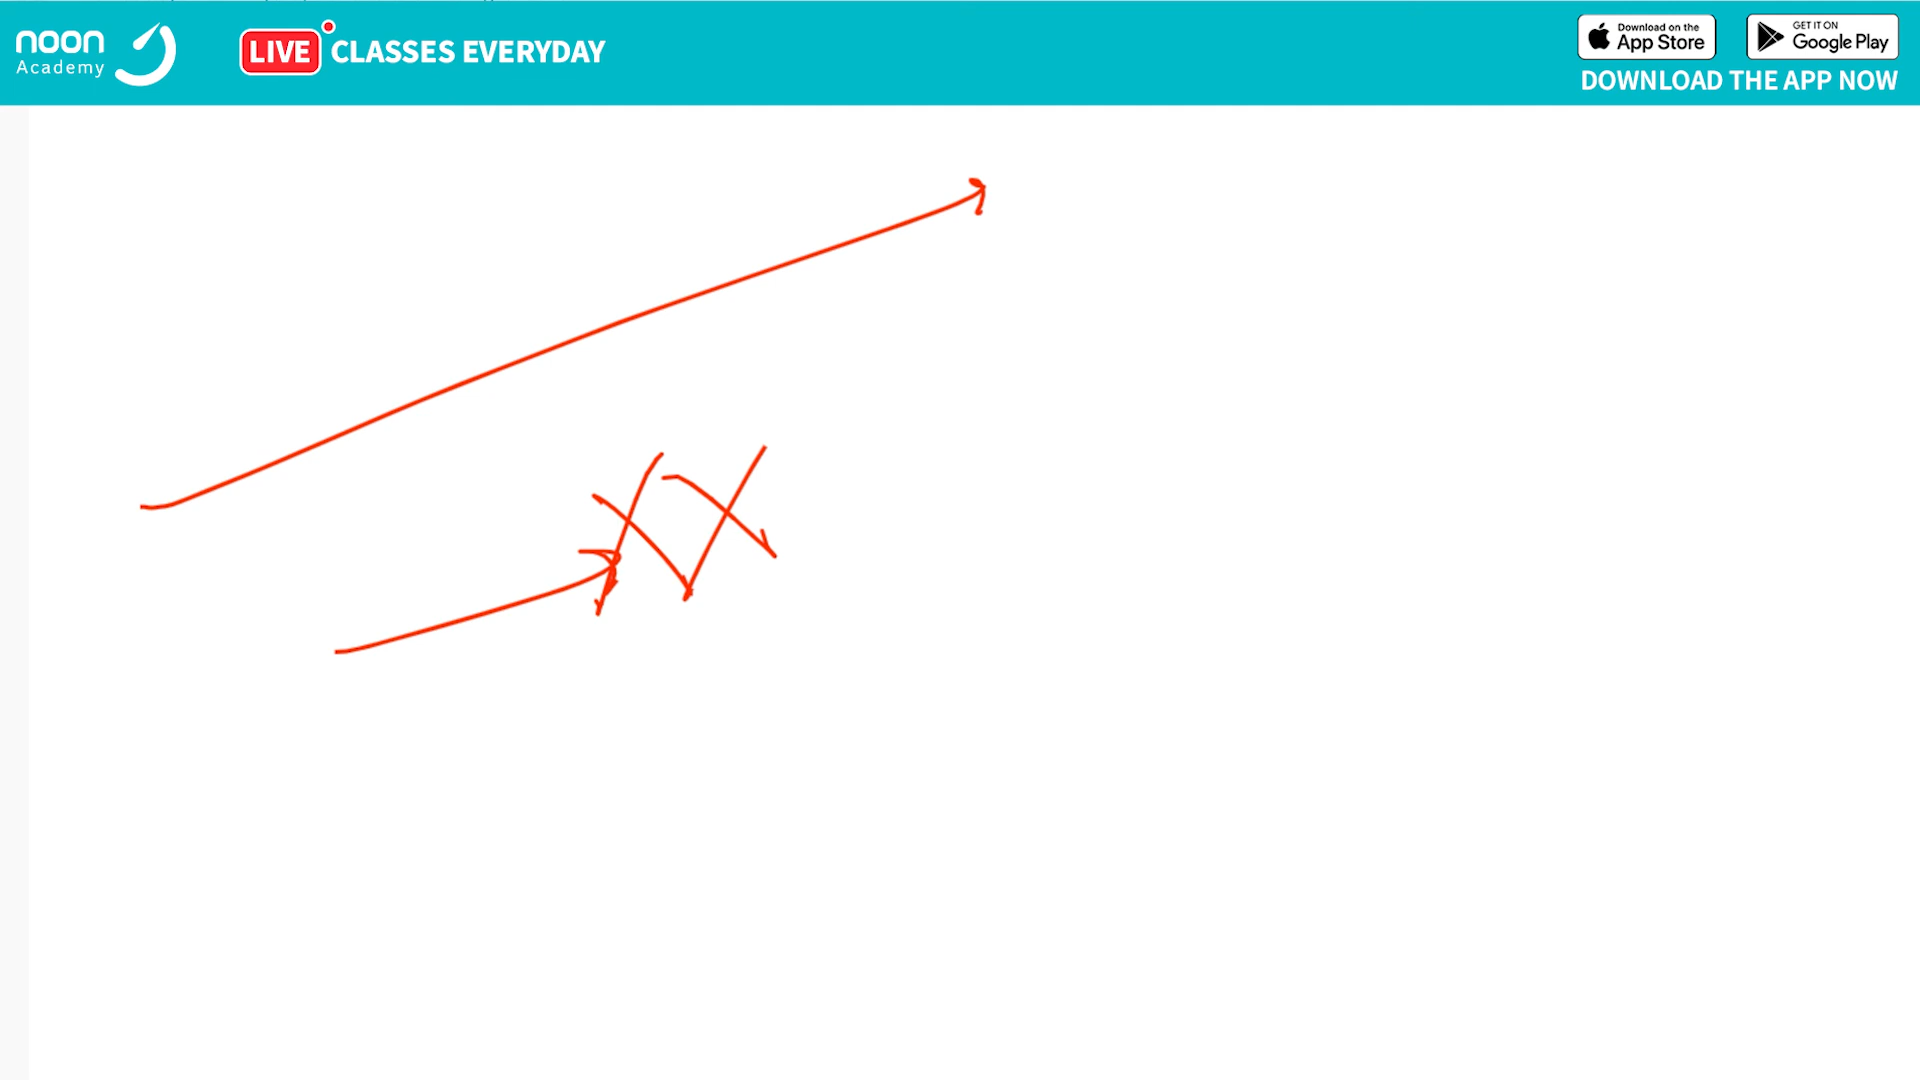 noon
Academy
LIVE CLASSES EVERYDAY
Download on the
App Store
GET IT ON
Google Play
DOWNLOAD THE APP NOW